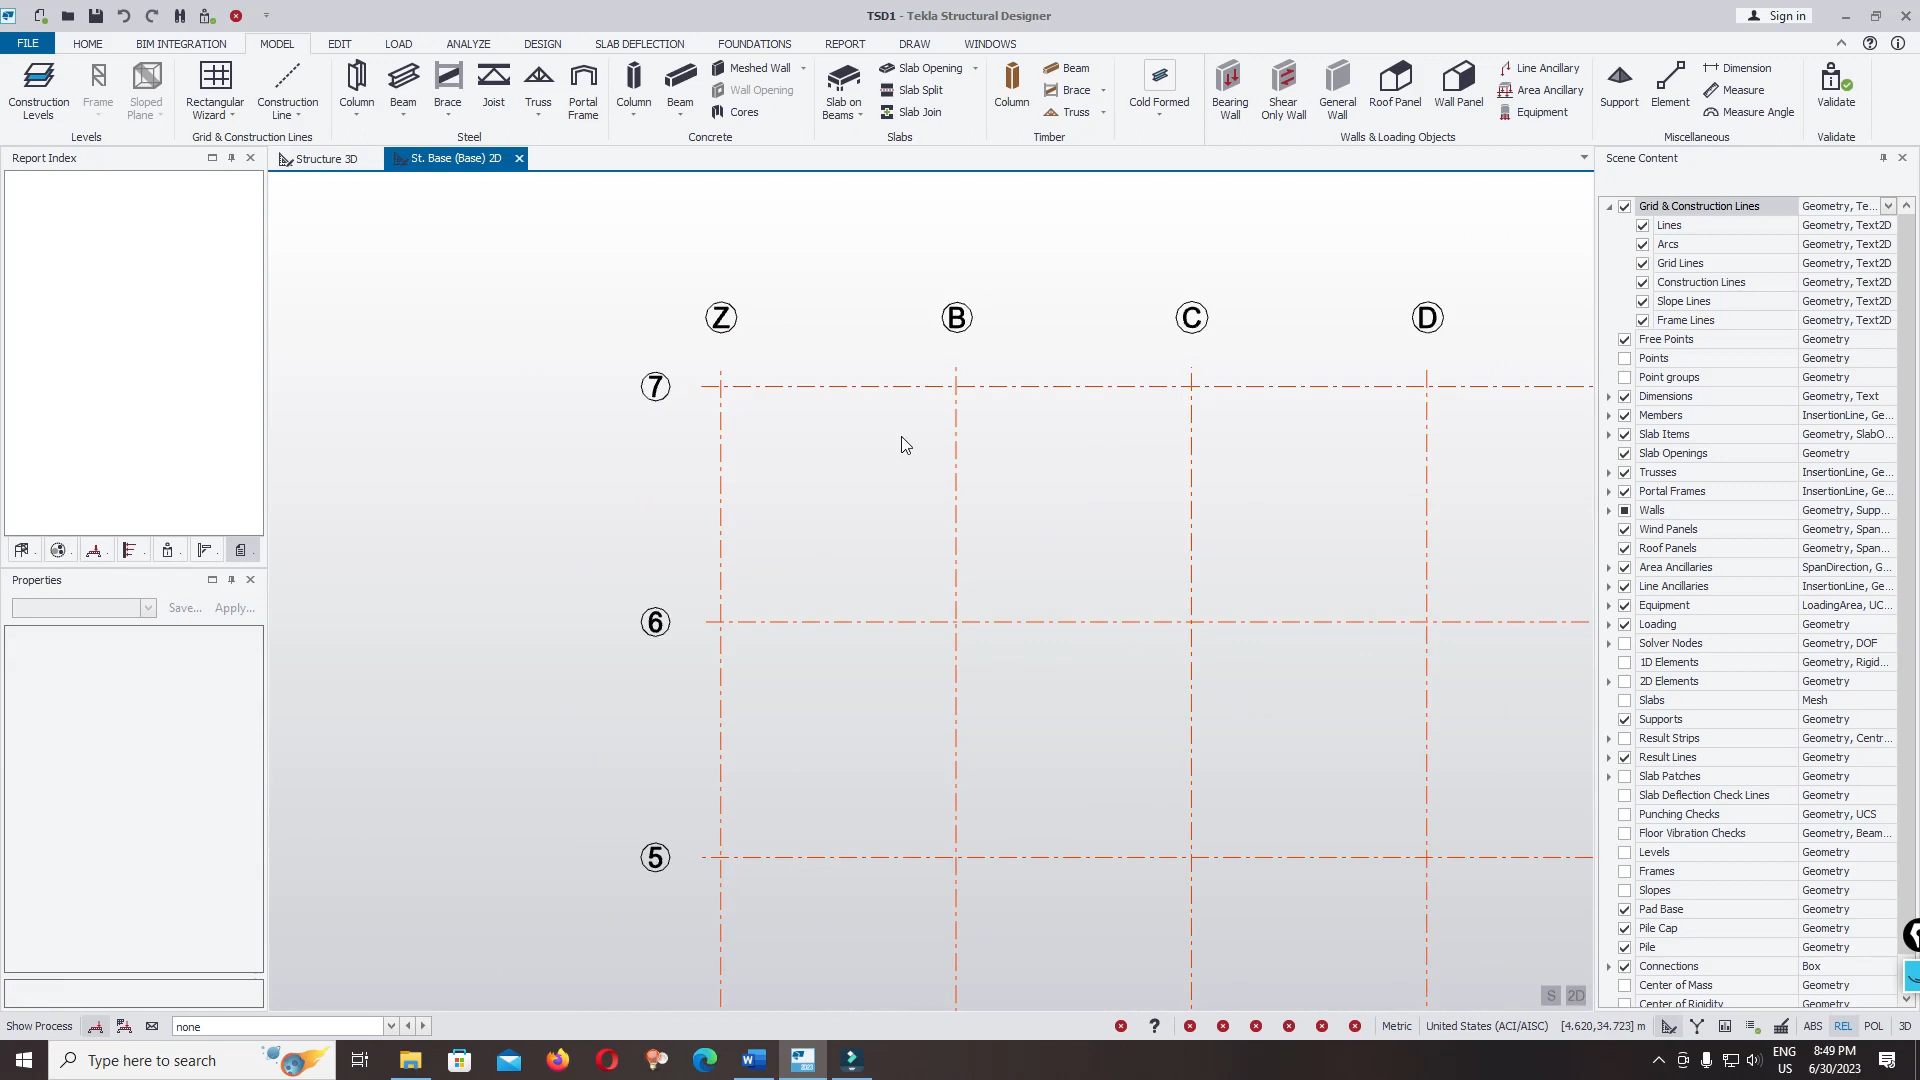 TSD1 - Tekla Structural Designer
Sign in
FILE HOME BIM INTEGRATION MODEL EDIT LOAD ANALYZE DESIGN SLAB DEFLECTION FOUNDATIONS REPORT DRAW WINDOWS
Construction Levels
Frame
Sloped Plane
Levels
Rectangular Wizard
Construction Line
Grid & Construction Lines
Column
Beam
Brace
Joist
Truss
Portal Frame
Steel
Column
Beam
Meshed Wall
Wall Opening
Cores
Concrete
Slab on Beams
Slab Opening
Slab Split
Slab Join
Slabs
Column
Beam
Brace
Truss
Timber
Cold Formed
Bearing Wall
Shear Only Wall
General Wall
Roof Panel
Wall Panel
Line Ancillary
Area Ancillary
Equipment
Walls & Loading Objects
Support
Element
Dimension
Measure
Measure Angle
Miscellaneous
Validate
Validate
Report Index
Structure 3D
St. Base (Base) 2D
Scene Content
Grid & Construction Lines Geometry, Te...
Lines Geometry, Text2D
Arcs Geometry, Text2D
Grid Lines Geometry, Text2D
Construction Lines Geometry, Text2D
Slope Lines Geometry, Text2D
Frame Lines Geometry, Text2D
Free Points Geometry
Points Geometry
Point groups Geometry
Dimensions Geometry, Text
Members InsertionLine, Ge...
Slab Items Geometry, SlabO...
Slab Openings Geometry
Trusses InsertionLine, Ge...
Portal Frames InsertionLine, Ge...
Walls Geometry, Supp...
Wind Panels Geometry, Span...
Roof Panels Geometry, Span...
Area Ancillaries SpanDirection, G...
Line Ancillaries InsertionLine, Ge...
Equipment LoadingArea, UC...
Loading Geometry
Solver Nodes Geometry, DOF
1D Elements Geometry, Rigid...
2D Elements Geometry
Slabs Mesh
Supports Geometry
Result Strips Geometry, Centr...
Result Lines Geometry
Slab Patches Geometry
Slab Deflection Check Lines Geometry
Punching Checks Geometry, UCS
Floor Vibration Checks Geometry, Beam...
Levels Geometry
Frames Geometry
Slopes Geometry
Pad Base Geometry
Pile Cap Geometry
Pile Geometry
Connections Box
Center of Mass Geometry
Center of Rigidity Geometry
Z B C D
7
6
5
S 2D
Properties
Save... Apply...
Show Process
none
Metric United States (ACI/AISC) [4.620,34.723] m
ABS REL POL 3D
Type here to search
ENG
US
8:49 PM
6/30/2023